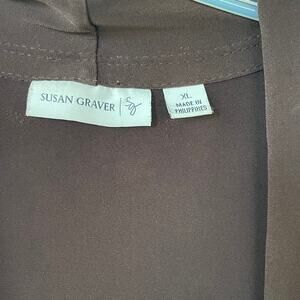 SUSAN GRAVER | SG
XL
MADE IN
PHILIPPINES